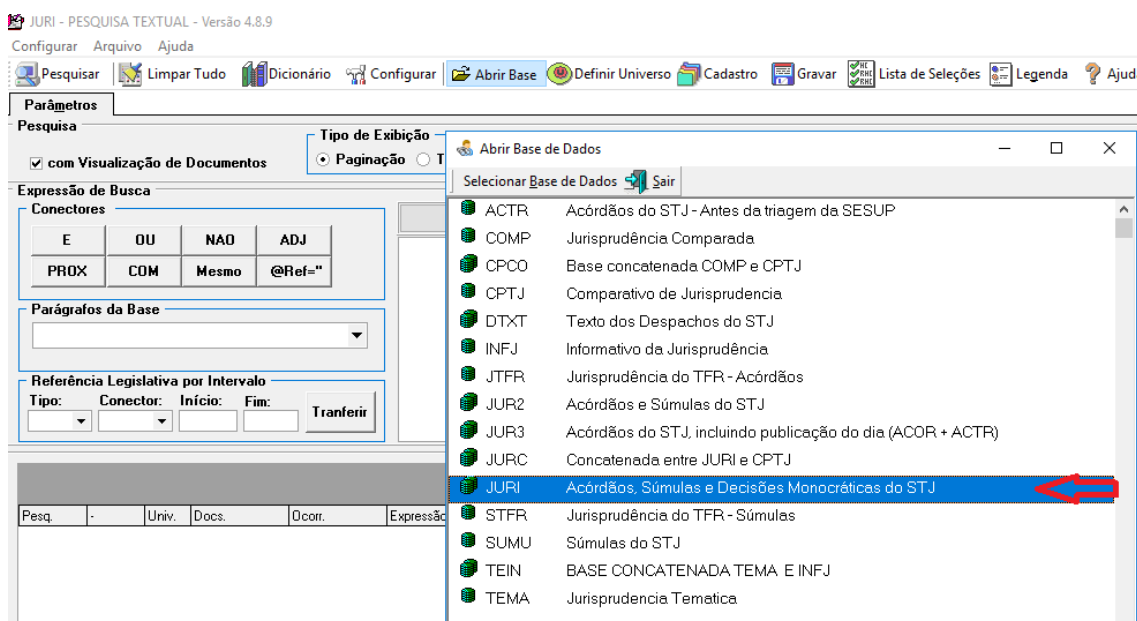 JURI - PESQUISA TEXTUAL - Versão 4.8.9
Configurar Arquivo Ajuda
Pesquisar Limpar Tudo Dicionário Configurar Abrir Base Definir Universo Cadastro Gravar Lista de Seleções Legenda Ajud
Parâmetros
Pesquisa
com Visualização de Documentos
Tipo de Exibição
Paginação T
Expressão de Busca
Conectores
E OU NAO ADJ
PROX COM Mesmo @Ref="
Parágrafos da Base
Referência Legislativa por Intervalo
Tipo: Conector: Início: Fim:
Tranferir
Pesq. - Univ. Docs. Ocorr. Expressão
Abrir Base de Dados
Selecionar Base de Dados Sair
ACTR Acórdãos do STJ - Antes da triagem da SESUP
COMP Jurisprudência Comparada
CPCO Base concatenada COMP e CPTJ
CPTJ Comparativo de Jurisprudencia
DTXT Texto dos Despachos do STJ
INFJ Informativo da Jurisprudência
JTFR Jurisprudência do TFR - Acórdãos
JUR2 Acórdãos e Súmulas do STJ
JUR3 Acórdãos do STJ, incluindo publicação do dia (ACOR + ACTR)
JURC Concatenada entre JURI e CPTJ
JURI Acórdãos, Súmulas e Decisões Monocráticas do STJ
STFR Jurisprudência do TFR - Súmulas
SUMU Súmulas do STJ
TEIN BASE CONCATENADA TEMA E INFJ
TEMA Jurisprudencia Tematica